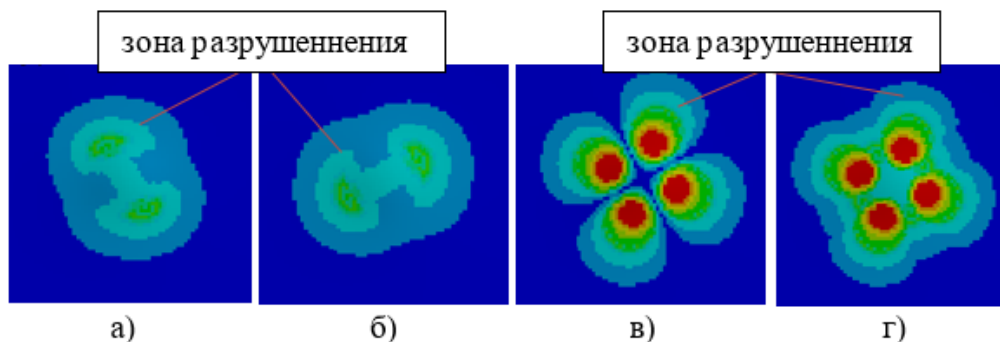 зона разрушеннения
зона разрушеннения
а)
б)
в)
г)